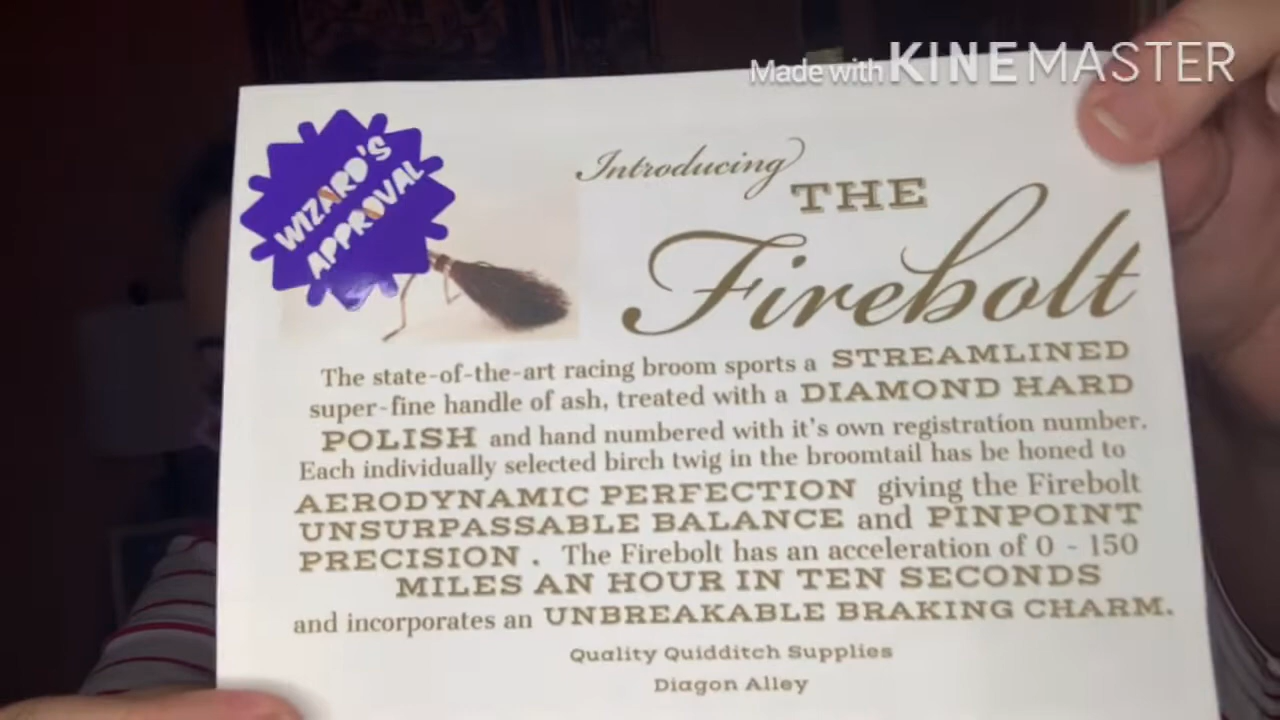 Made with KINEMASTER
WIZARD'S
APPROVAL
Introducing
THE
Firebolt
The state-of-the-art racing broom sports a STREAMLINED
super-fine handle of ash, treated with a DIAMOND HARD
POLISH and hand numbered with it's own registration number.
Each individually selected birch twig in the broomtail has be honed to
AERODYNAMIC PERFECTION giving the Firebolt
UNSURPASSABLE BALANCE and PINPOINT
PRECISION . The Firebolt has an acceleration of 0 - 150
MILES AN HOUR IN TEN SECONDS
and incorporates an UNBREAKABLE BRAKING CHARM.
Quality Quidditch Supplies
Diagon Alley